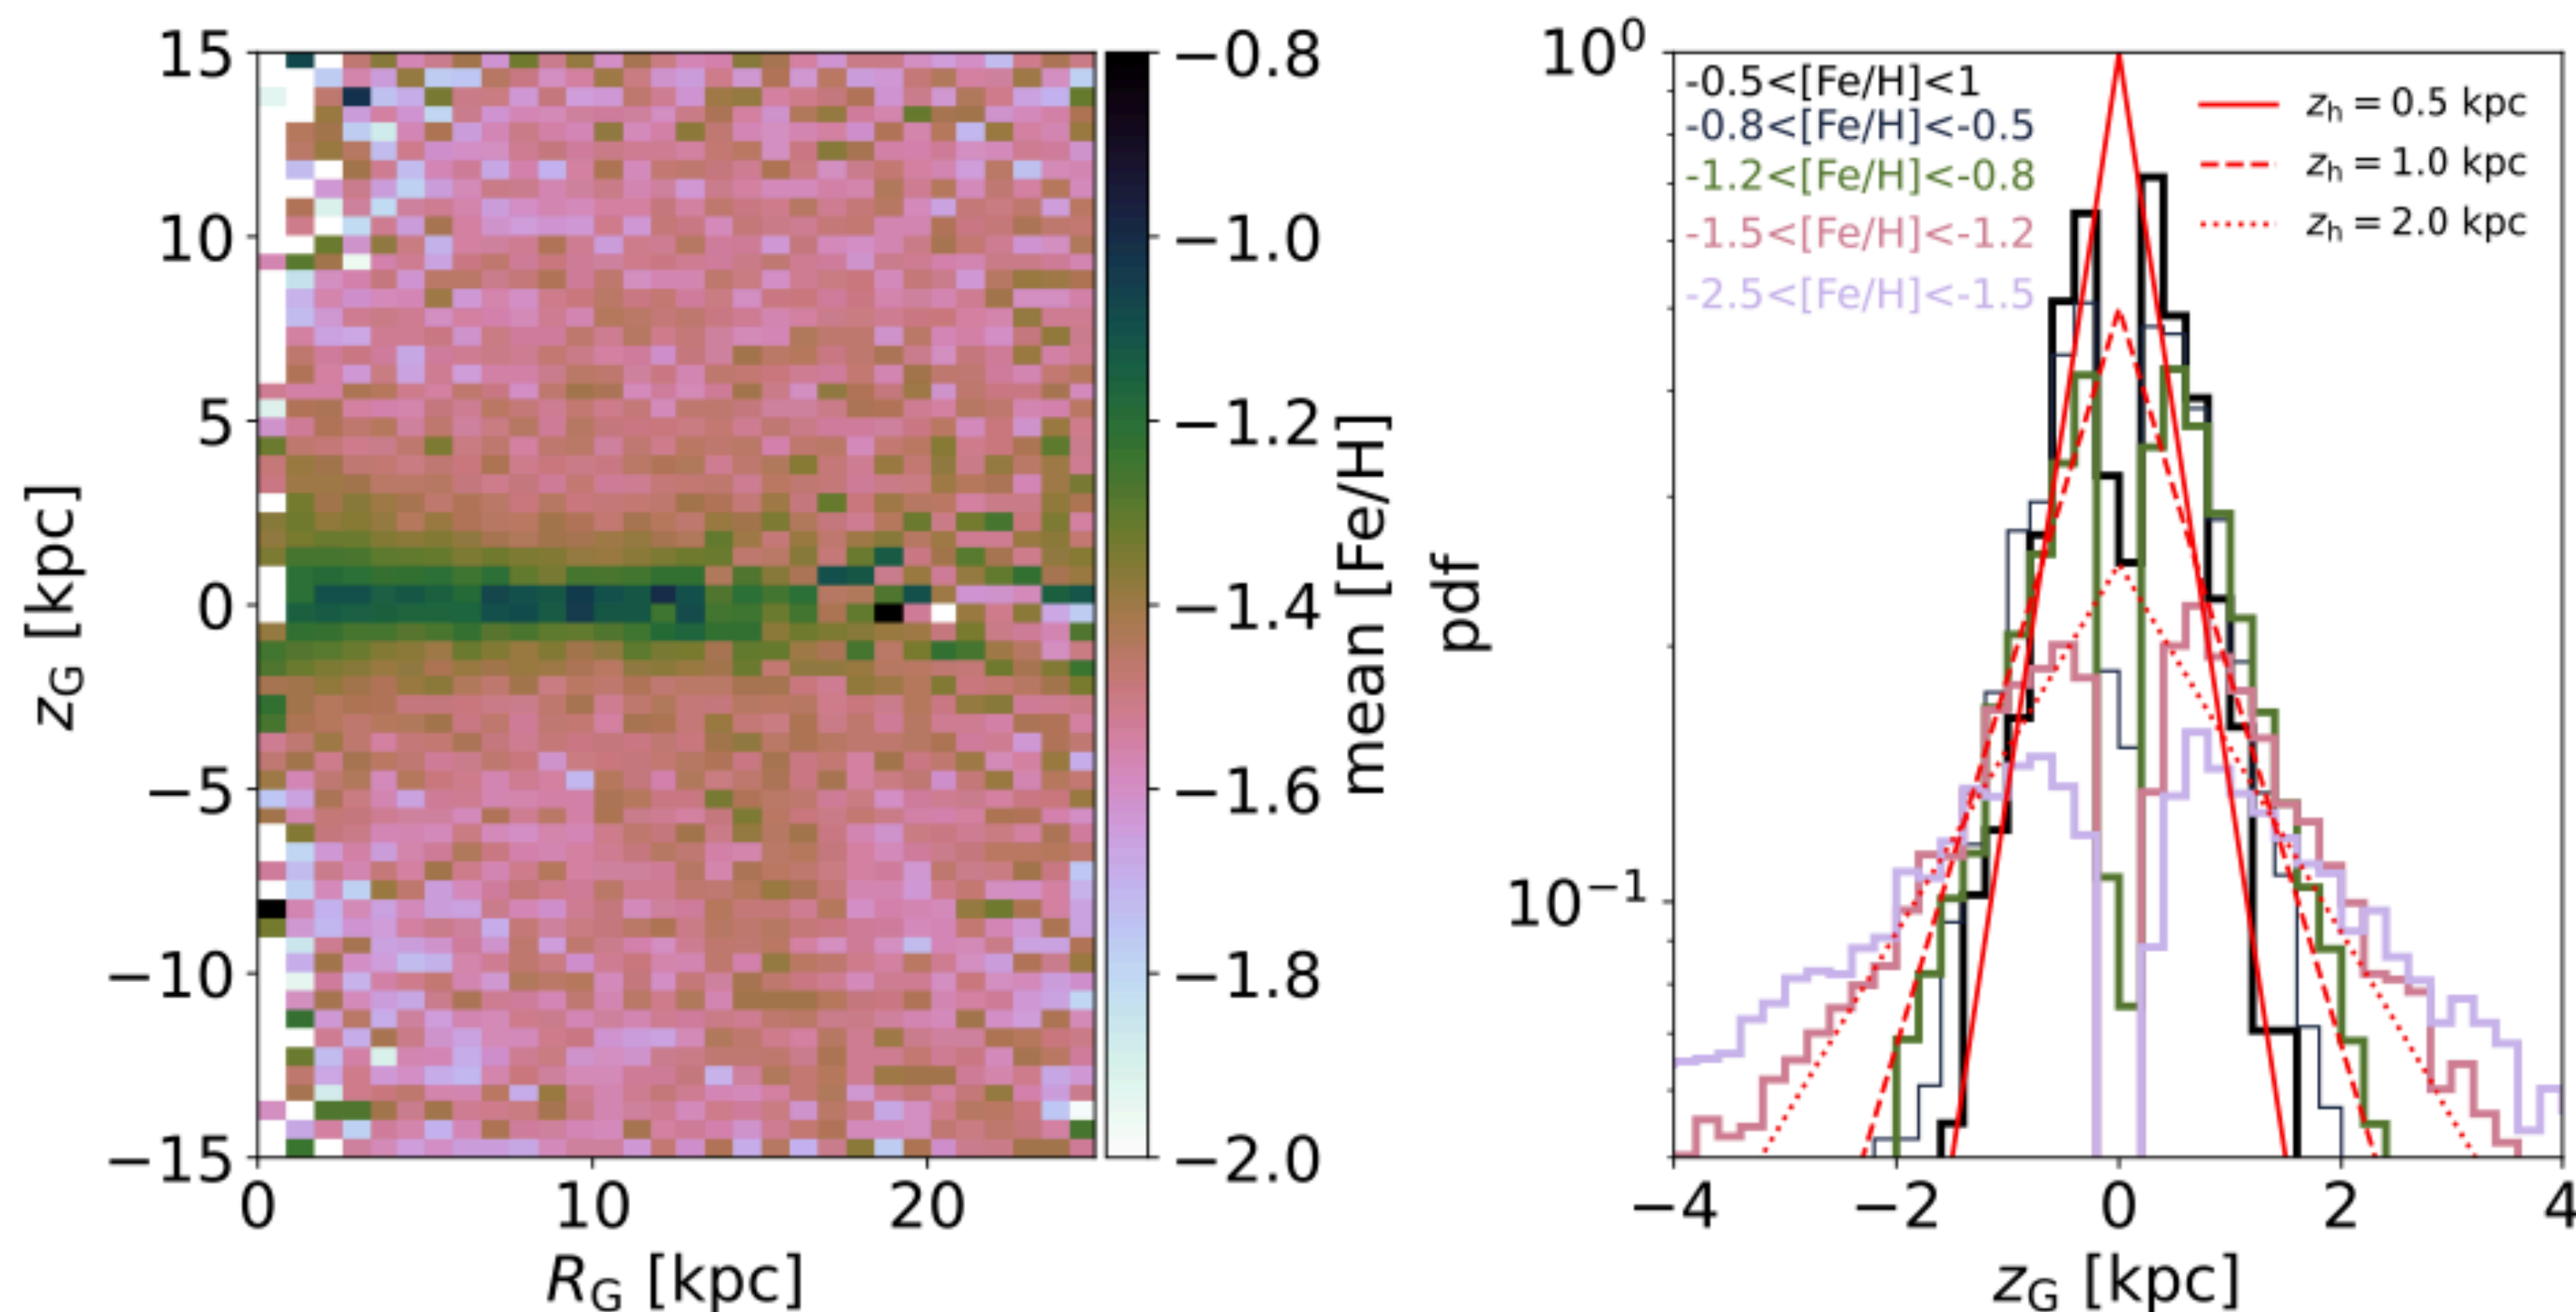 15
10
5
0
−5
−10
−15
z_G [kpc]
0
10
20
R_G [kpc]
−0.8
−1.0
−1.2
−1.4
−1.6
−1.8
−2.0
mean [Fe/H]
10^0
10^−1
pdf
-0.5<[Fe/H]<1
-0.8<[Fe/H]<-0.5
-1.2<[Fe/H]<-0.8
-1.5<[Fe/H]<-1.2
-2.5<[Fe/H]<-1.5
z_h = 0.5 kpc
z_h = 1.0 kpc
z_h = 2.0 kpc
−4
−2
0
2
4
z_G [kpc]